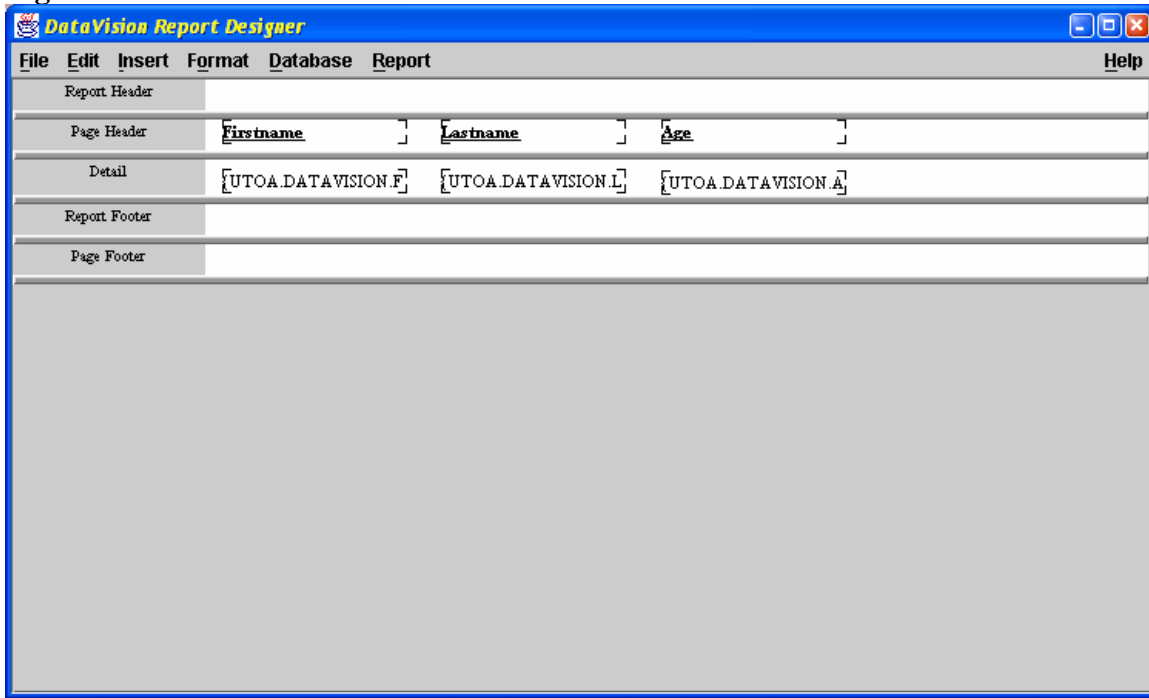 DataVision Report Designer
File Edit Insert Format Database Report Help
Report Header
Page Header Firstname Lastname Age
Detail {UTOA.DATAVISION.F {UTOA.DATAVISION.L {UTOA.DATAVISION.A
Report Footer
Page Footer